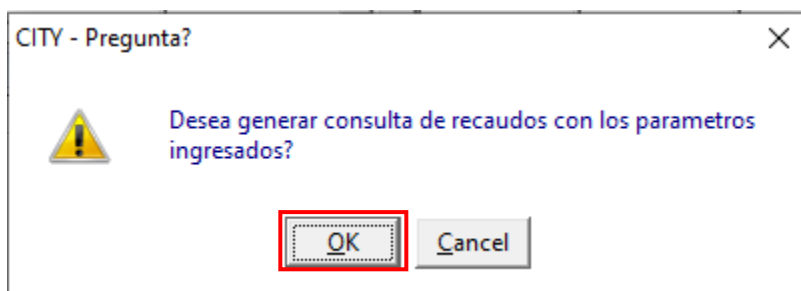 CITY - Pregunta?
Desea generar consulta de recaudos con los parametros
ingresados?
OK Cancel